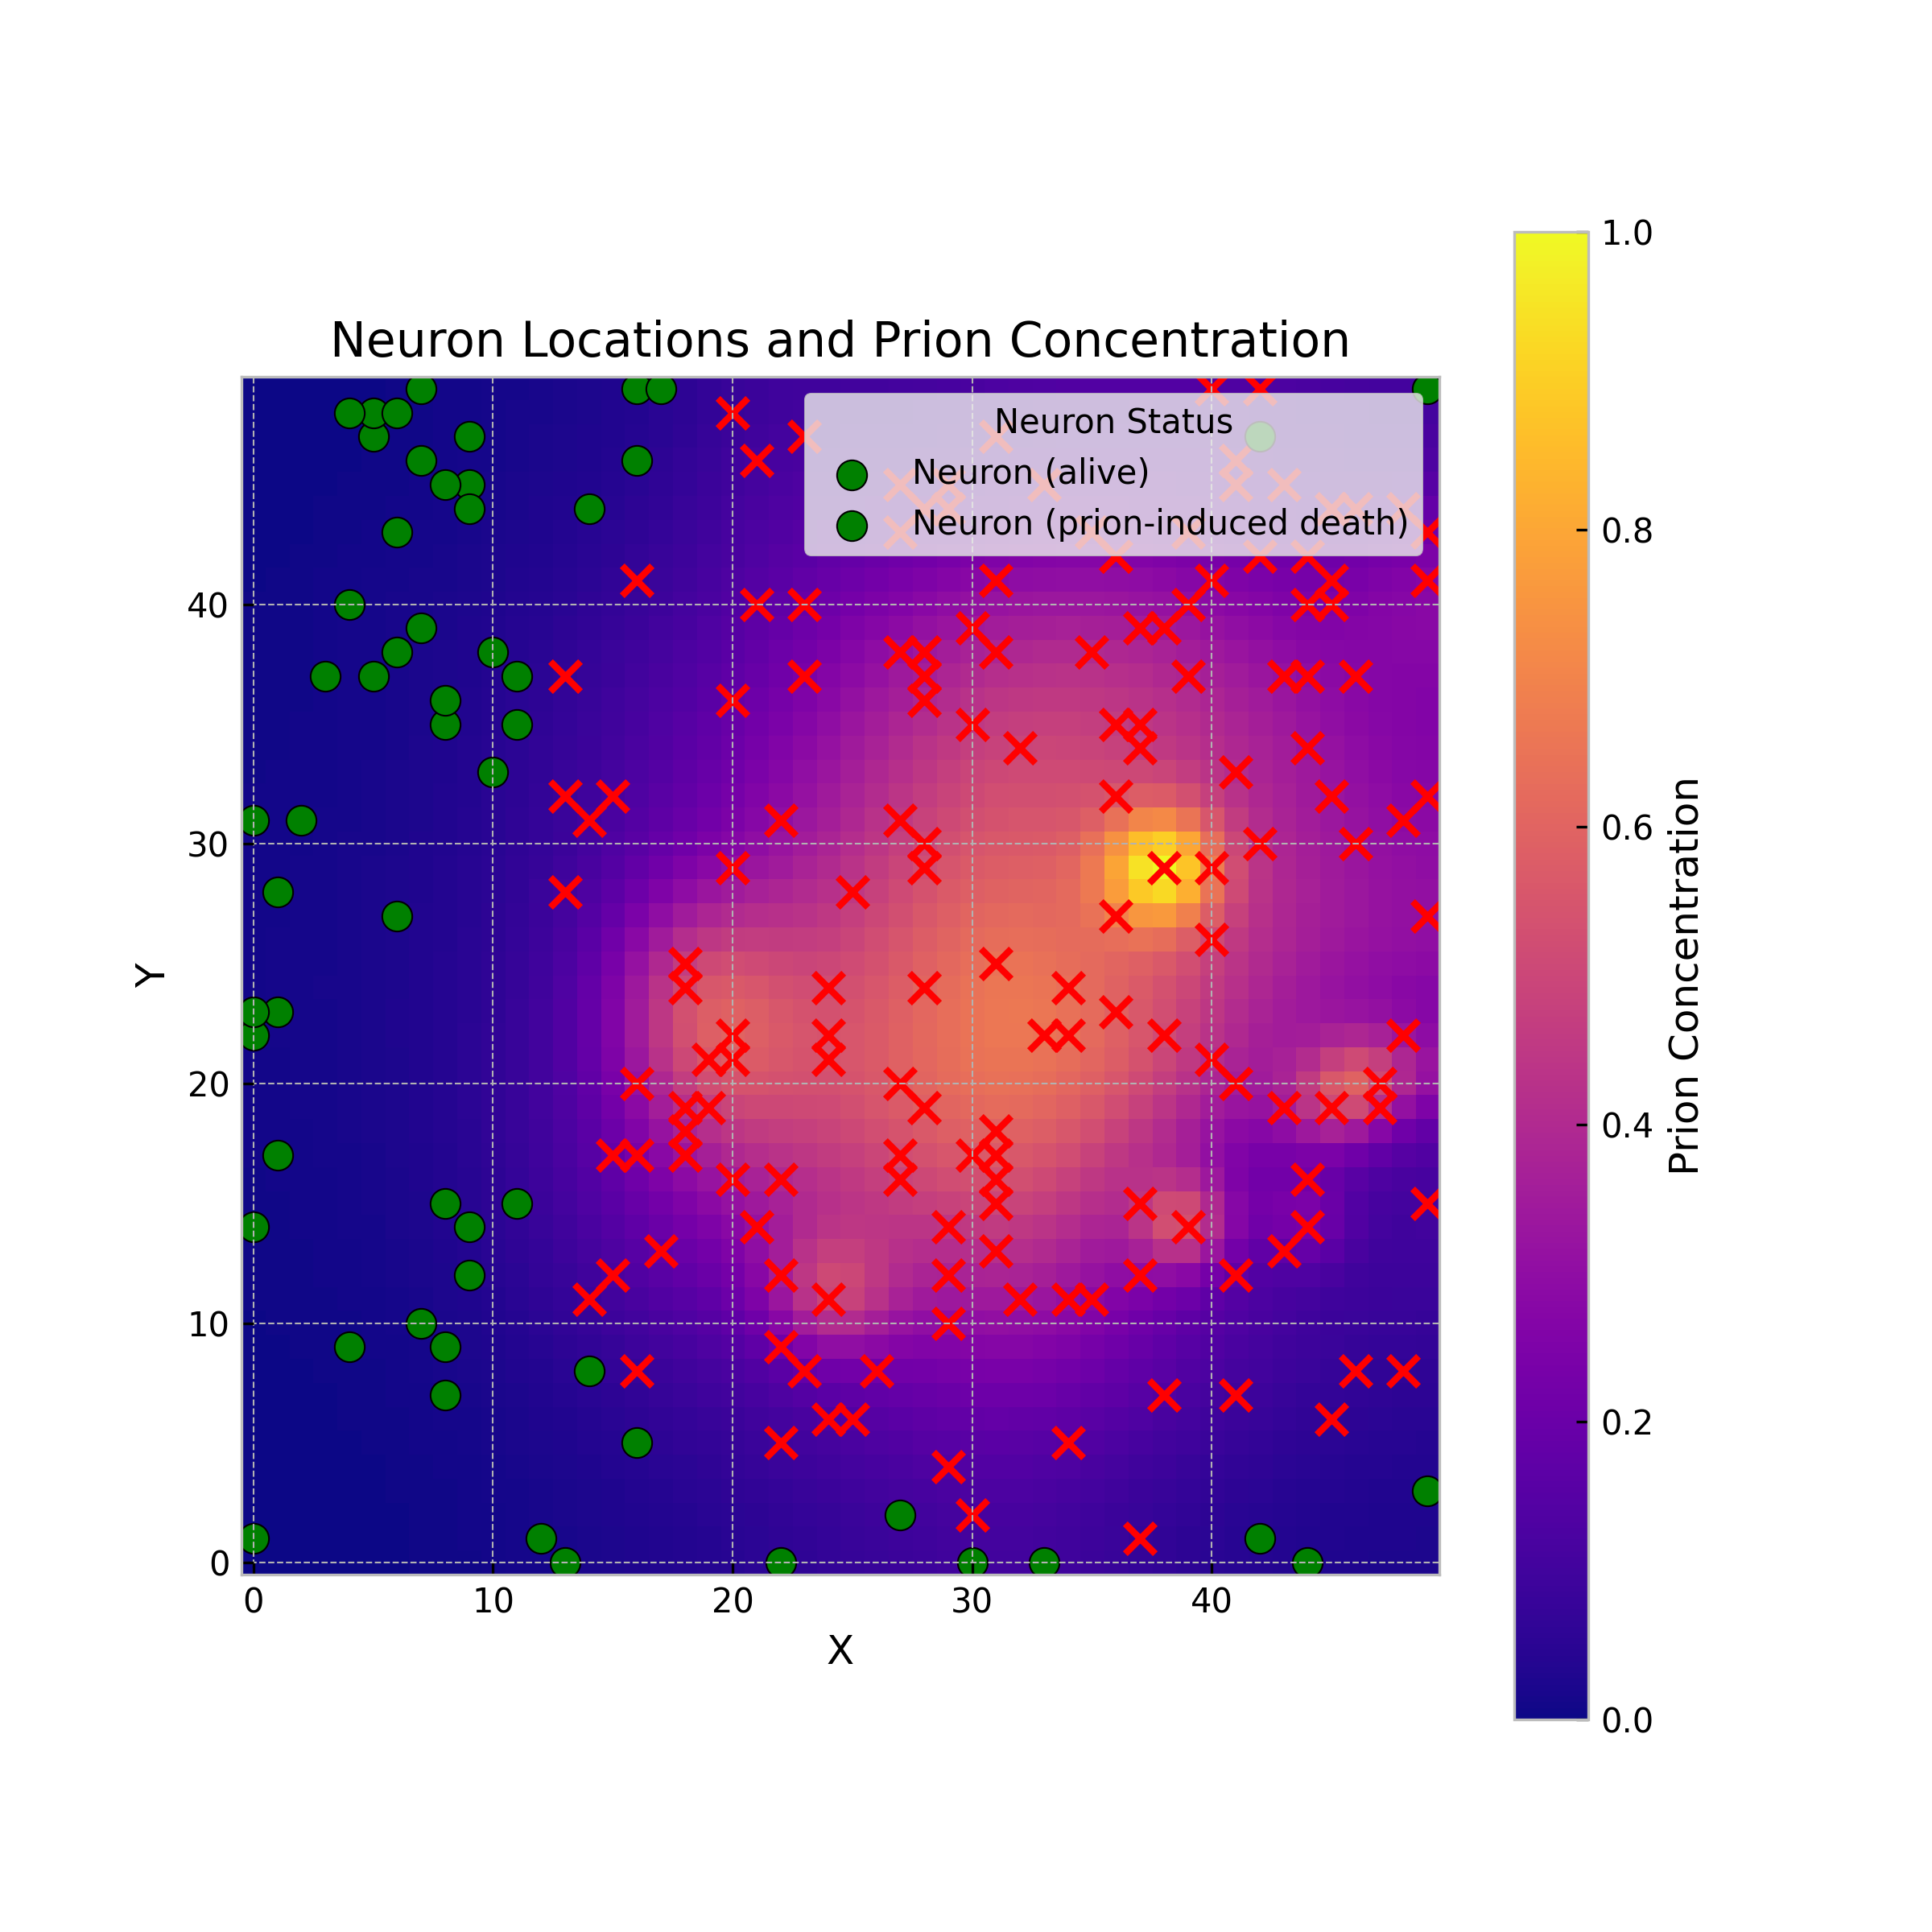 Neuron Locations and Prion Concentration
Neuron Status
Neuron (alive)
Neuron (prion-induced death)
Y
40
30
20
10
0
0 10 20 30 40
X
1.0
0.8
0.6
0.4
0.2
0.0
Prion Concentration